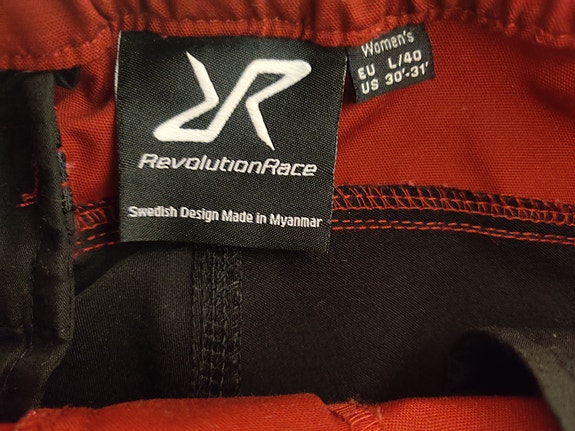 RevolutionRace
Swedish Design Made in Myanmar
Women's
EU L/40
US 30'-31'